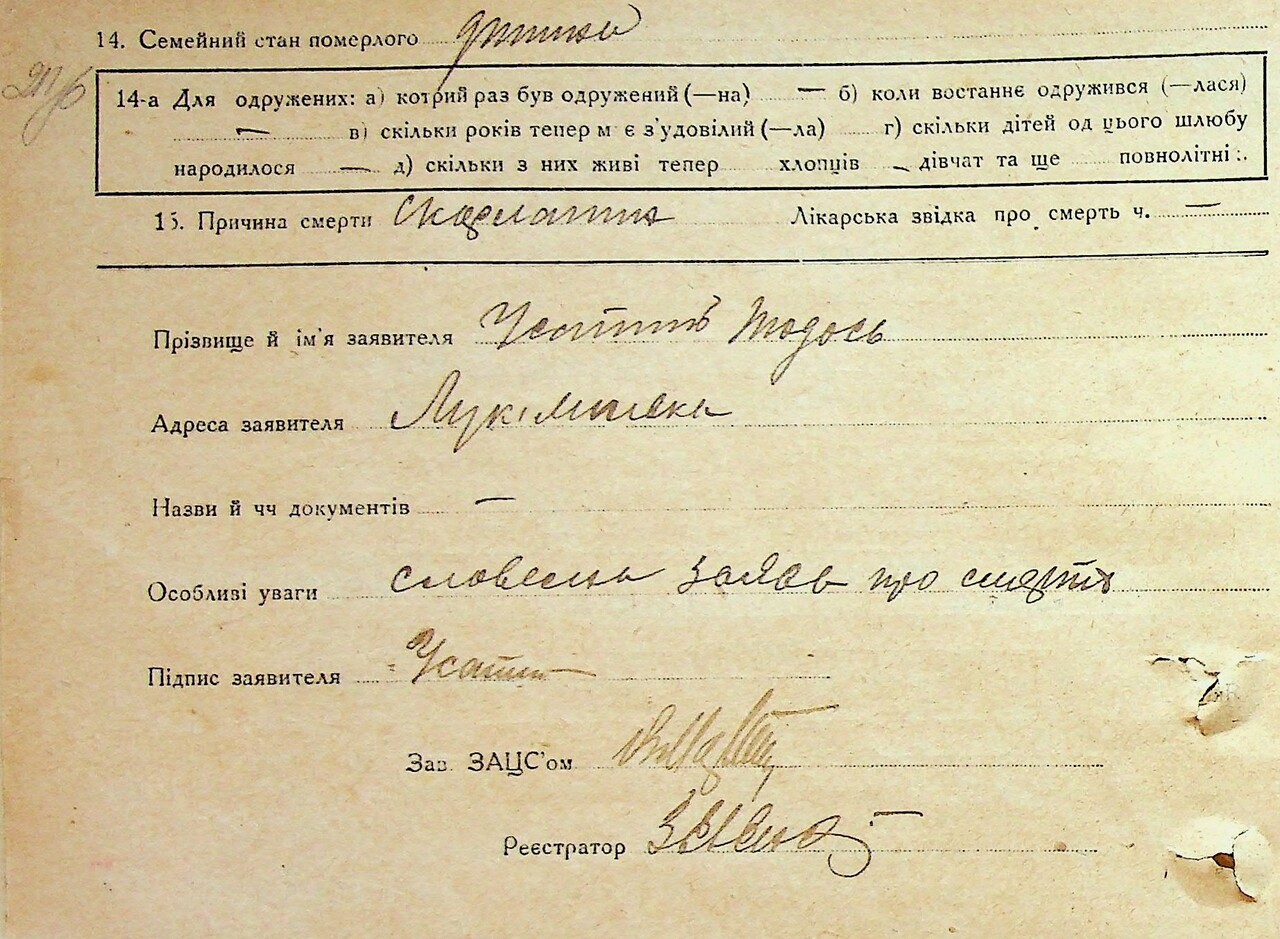 14. Семейний стан померлого дитина
14-а Для одружених: а) котрий раз був одружений (—на) — б) коли востаннє одружився (—лася)
— в) скільки років тепер м є з’удовілий (—ла) г) скільки дітей од цього шлюбу
народилося — д) скільки з них живі тепер хлопців — дівчат та ще повнолітні :.
15. Причина смерти Скарлатина Лікарська звідка про смерть ч. —
Прізвище й ім’я заявителя Усатий Тодось
Адреса заявителя
Назви й чч документів —
Особливі уваги словесна заява про смерть
Підпис заявителя Усатий
Зав. ЗАЦС’ом
Реєстратор